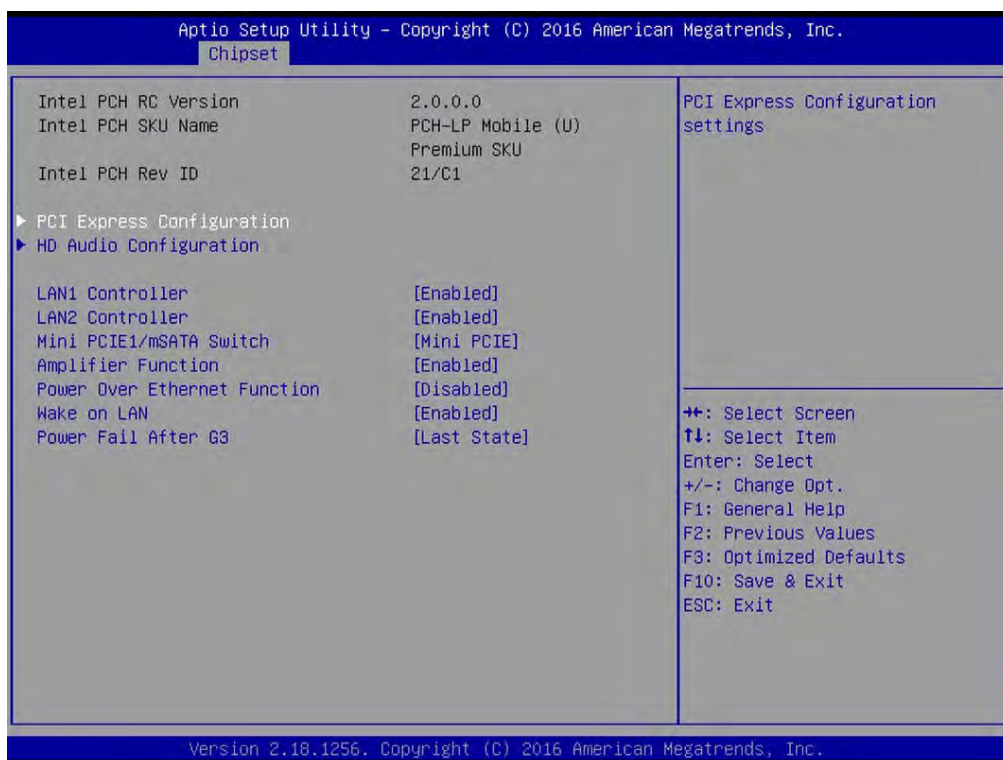 Aptio Setup Utility – Copyright (C) 2016 American Megatrends, Inc.
Chipset
Intel PCH RC Version 2.0.0.0
Intel PCH SKU Name PCH-LP Mobile (U)
Premium SKU
Intel PCH Rev ID 21/C1
PCI Express Configuration
HD Audio Configuration
LAN1 Controller [Enabled]
LAN2 Controller [Enabled]
Mini PCIE1/mSATA Switch [Mini PCIE]
Amplifier Function [Enabled]
Power Over Ethernet Function [Disabled]
Wake on LAN [Enabled]
Power Fail After G3 [Last State]
PCI Express Configuration
settings
→←: Select Screen
↑↓: Select Item
Enter: Select
+/-: Change Opt.
F1: General Help
F2: Previous Values
F3: Optimized Defaults
F10: Save & Exit
ESC: Exit
Version 2.18.1256. Copyright (C) 2016 American Megatrends, Inc.